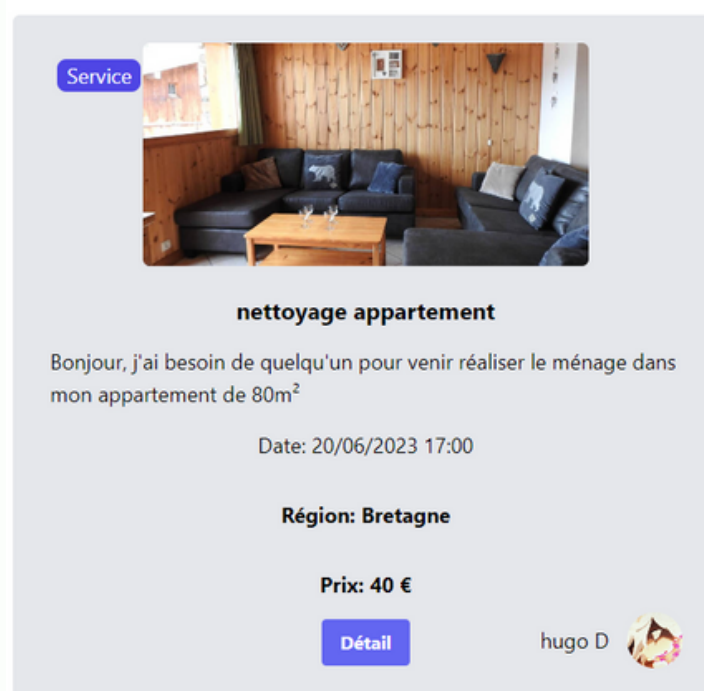 Service
nettoyage appartement
Bonjour, j'ai besoin de quelqu'un pour venir réaliser le ménage dans
mon appartement de 80m²
Date: 20/06/2023 17:00
Région: Bretagne
Prix: 40 €
Détail
hugo D